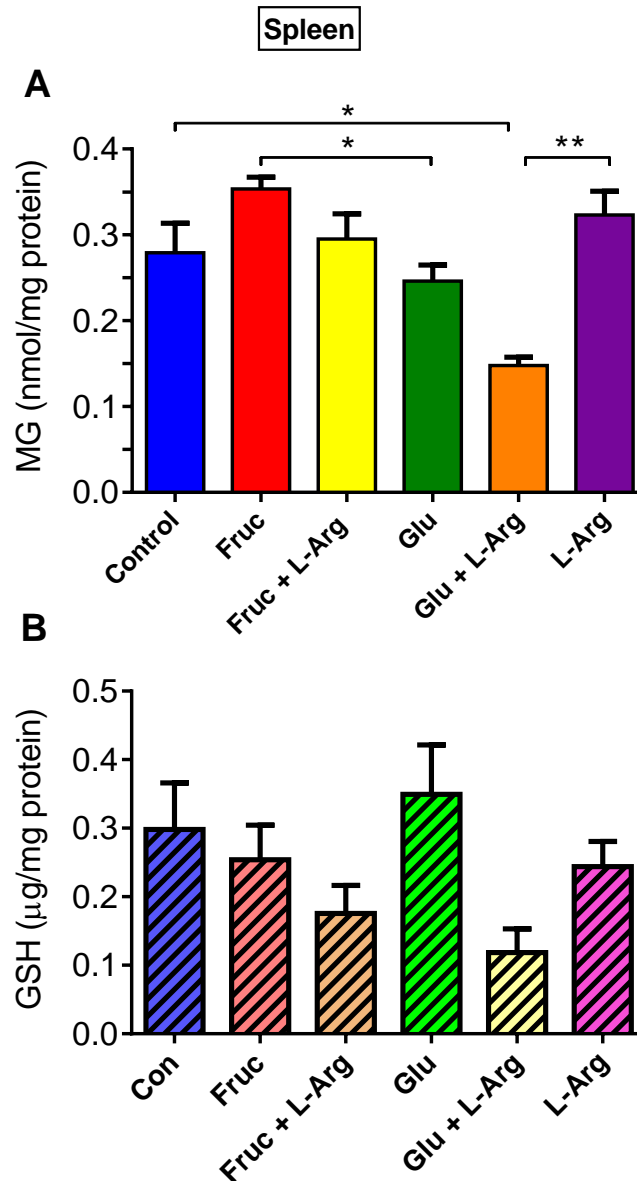 Spleen
A
*
*
**
MG (nmol/mg protein)
0.4
0.3
0.2
0.1
0.0
Control
Fruc
Fruc + L-Arg
Glu
Glu + L-Arg
L-Arg
B
GSH (μg/mg protein)
0.5
0.4
0.3
0.2
0.1
0.0
Con
Fruc
Fruc + L-Arg
Glu
Glu + L-Arg
L-Arg